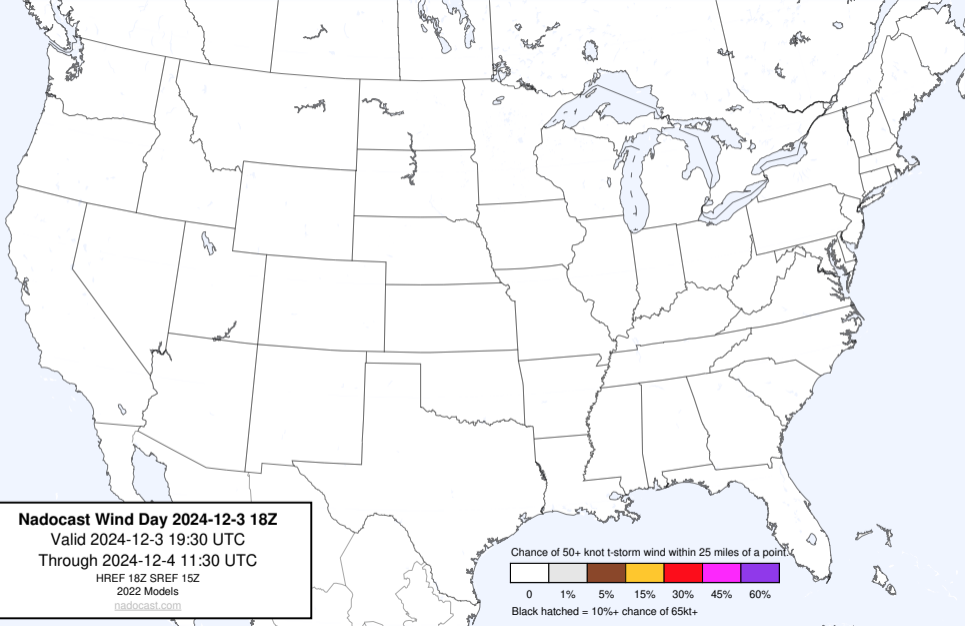 Nadocast Wind Day 2024-12-3 18Z
Valid 2024-12-3 19:30 UTC
Through 2024-12-4 11:30 UTC
HREF 18Z SREF 15Z
2022 Models
nadocast.com
Chance of 50+ knot t-storm wind within 25 miles of a point.
0 1% 5% 15% 30% 45% 60%
Black hatched = 10%+ chance of 65kt+